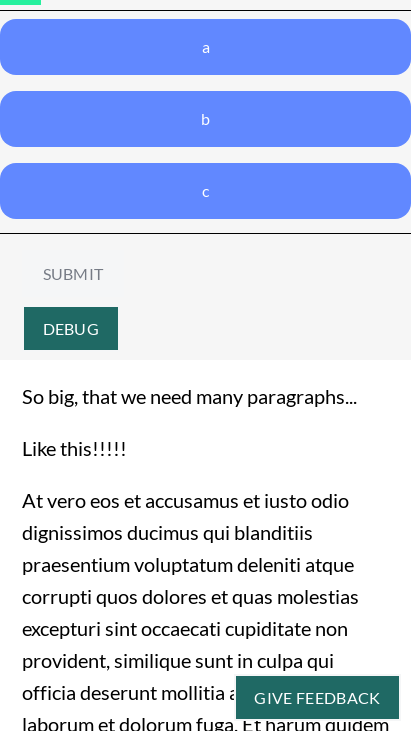 a
b
c
SUBMIT
DEBUG
So big, that we need many paragraphs...
Like this!!!!!
At vero eos et accusamus et iusto odio
dignissimos ducimus qui blanditiis
praesentium voluptatum deleniti atque
corrupti quos dolores et quas molestias
excepturi sint occaecati cupiditate non
provident, similique sunt in culpa qui
officia deserunt mollitia
GIVE FEEDBACK
laborum et dolorum fuga. Et harum quidem